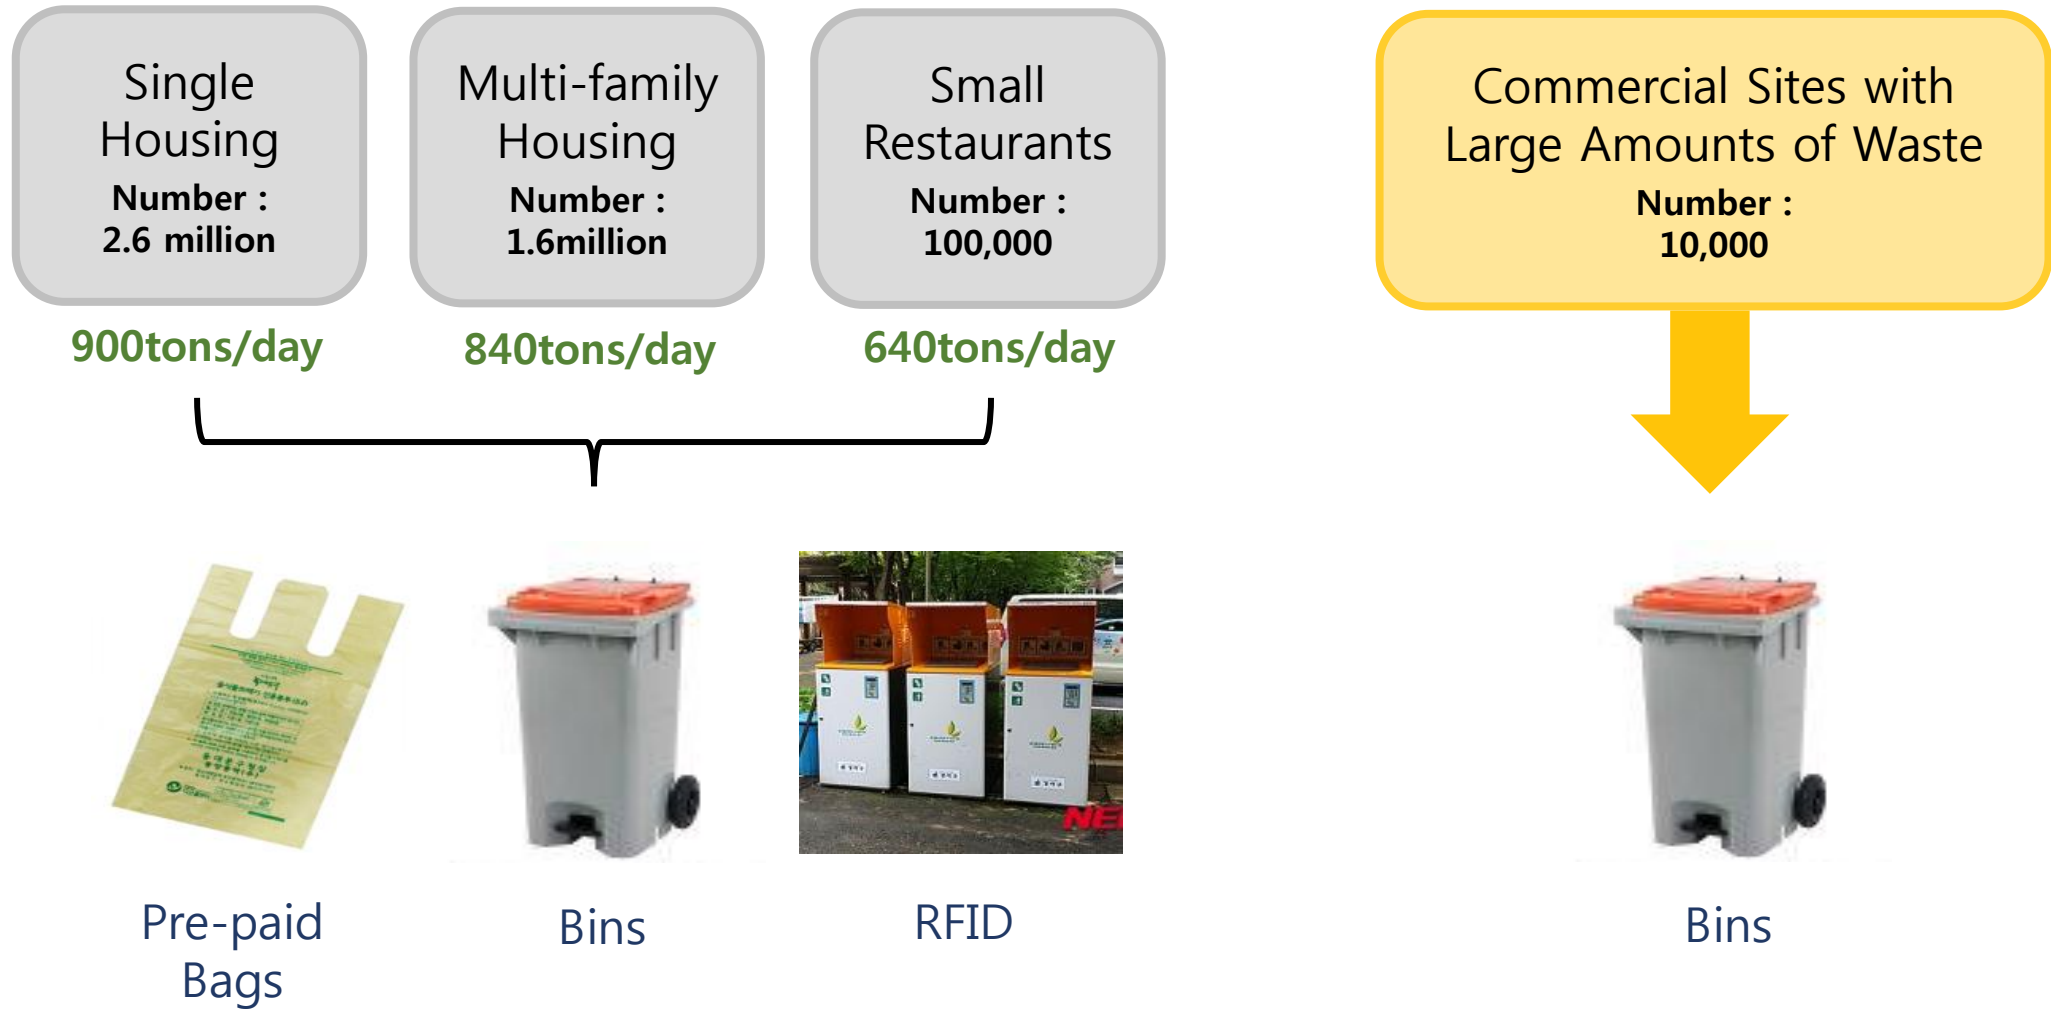 Single
Housing
Number :
2.6 million
Multi-family
Housing
Number :
1.6million
Small
Restaurants
Number :
100,000
Commercial Sites with
Large Amounts of Waste
Number :
10,000
900tons/day
840tons/day
640tons/day
Pre-paid
Bags
Bins
RFID
Bins